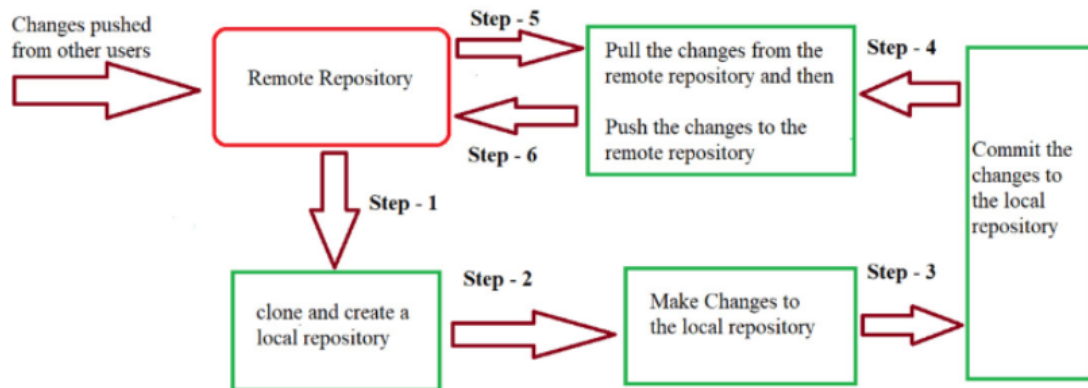 Changes pushed
from other users
Remote Repository
Step - 5
Pull the changes from the
remote repository and then
Push the changes to the
remote repository
Step - 4
Step - 6
Commit the
changes to
the local
repository
Step - 1
clone and create a
local repository
Step - 2
Make Changes to
the local repository
Step - 3